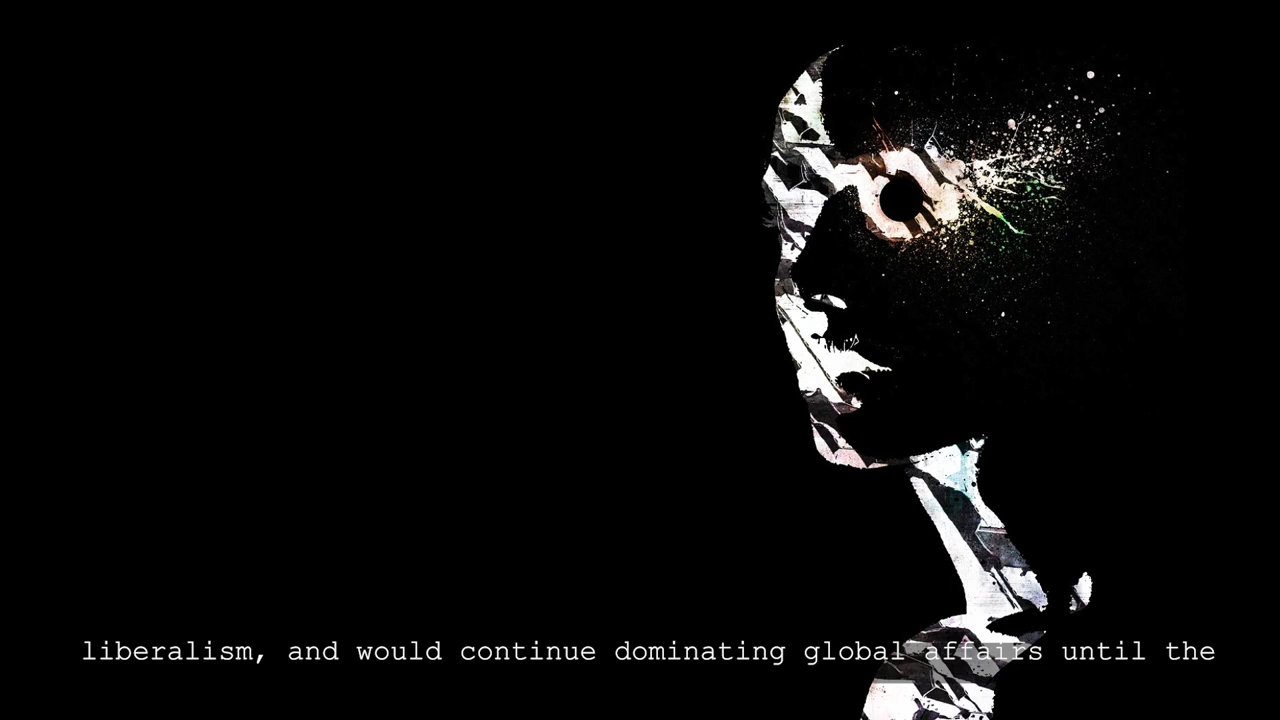 liberalism, and would continue dominating global affairs until the